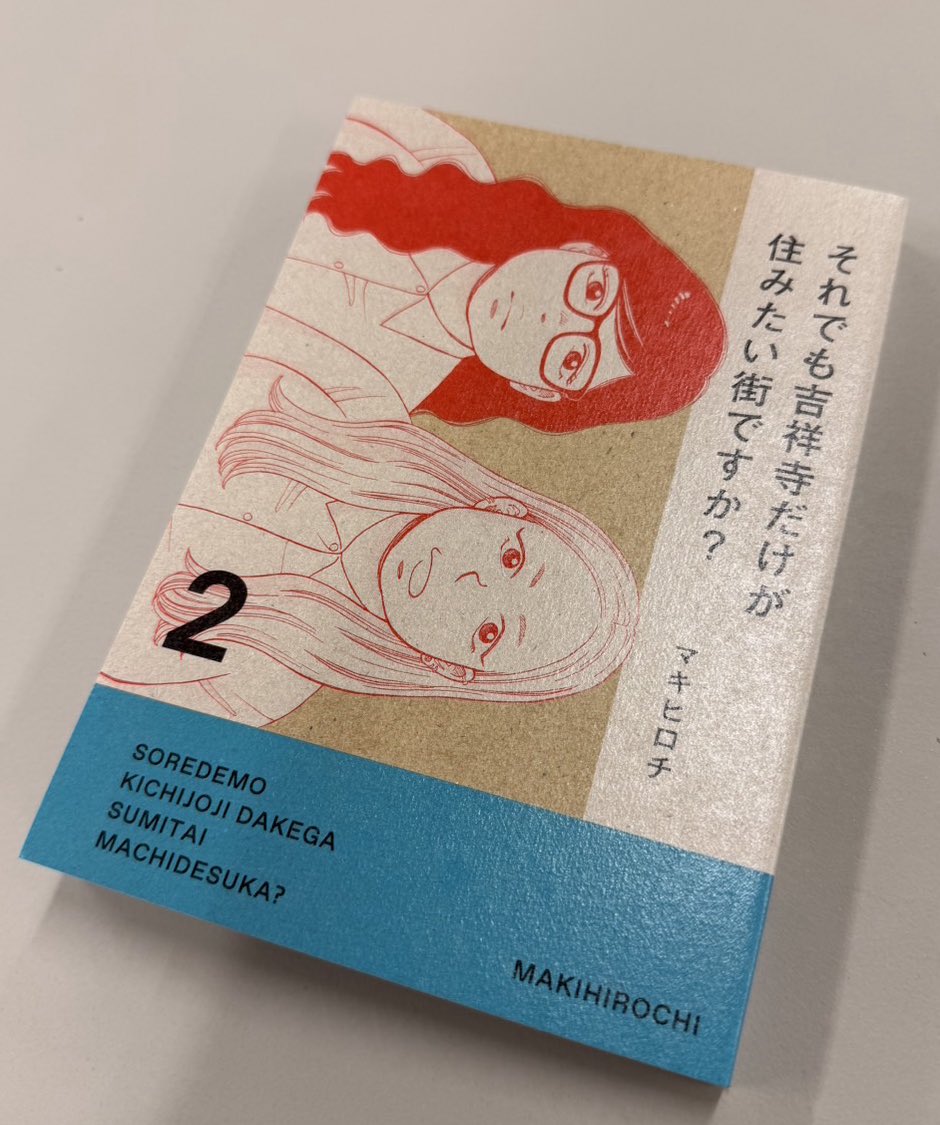 それでも吉祥寺だけが
住みたい街ですか?
マキヒロチ
2
SOREDEMO
KICHIJOJI DAKEGA
SUMITAI
MACHIDESUKA?
MAKIHIROCHI